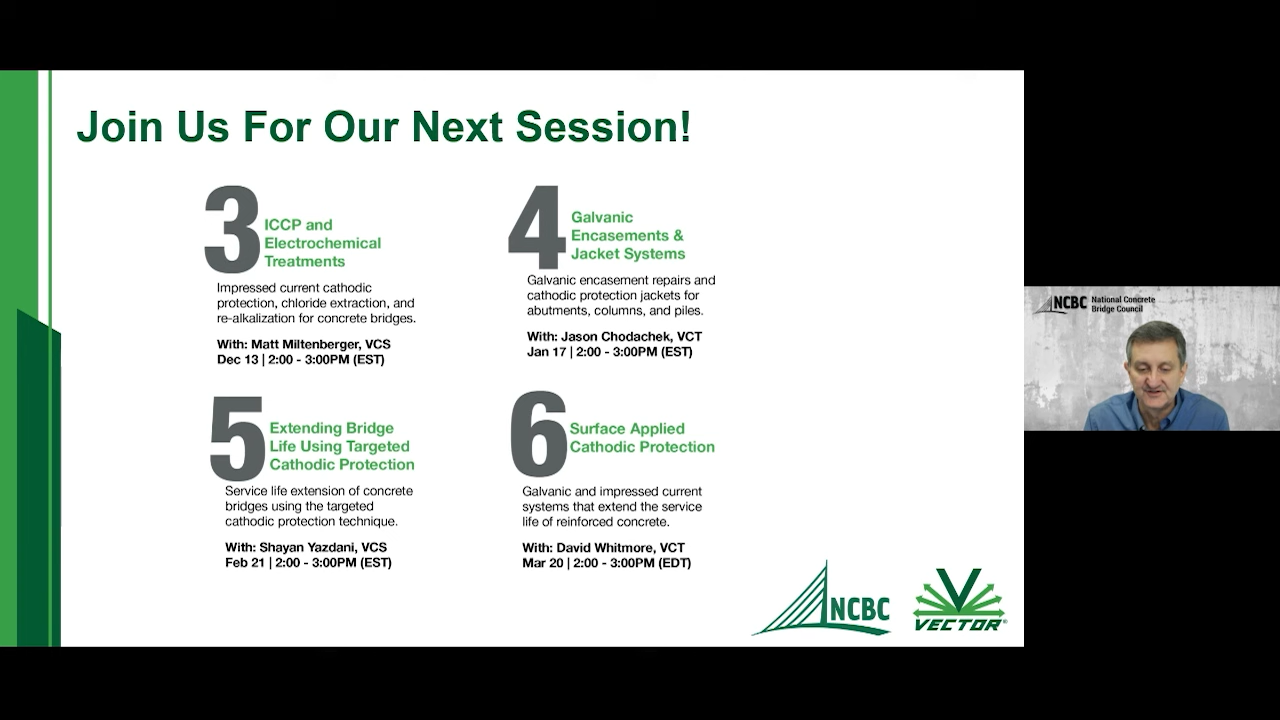 Join Us For Our Next Session!
3
ICCP and
Electrochemical
Treatments
Impressed current cathodic
protection, chloride extraction, and
re-alkalization for concrete bridges.
With: Matt Miltenberger, VCS
Dec 13 | 2:00 - 3:00PM (EST)
4
Galvanic
Encasements &
Jacket Systems
Galvanic encasement repairs and
cathodic protection jackets for
abutments, columns, and piles.
With: Jason Chodachek, VCT
Jan 17 | 2:00 - 3:00PM (EST)
5
Extending Bridge
Life Using Targeted
Cathodic Protection
Service life extension of concrete
bridges using the targeted
cathodic protection technique.
With: Shayan Yazdani, VCS
Feb 21 | 2:00 - 3:00PM (EST)
6
Surface Applied
Cathodic Protection
Galvanic and impressed current
systems that extend the service
life of reinforced concrete.
With: David Whitmore, VCT
Mar 20 | 2:00 - 3:00PM (EDT)
NCBC
V
VECTOR®
NCBC National Concrete
Bridge Council